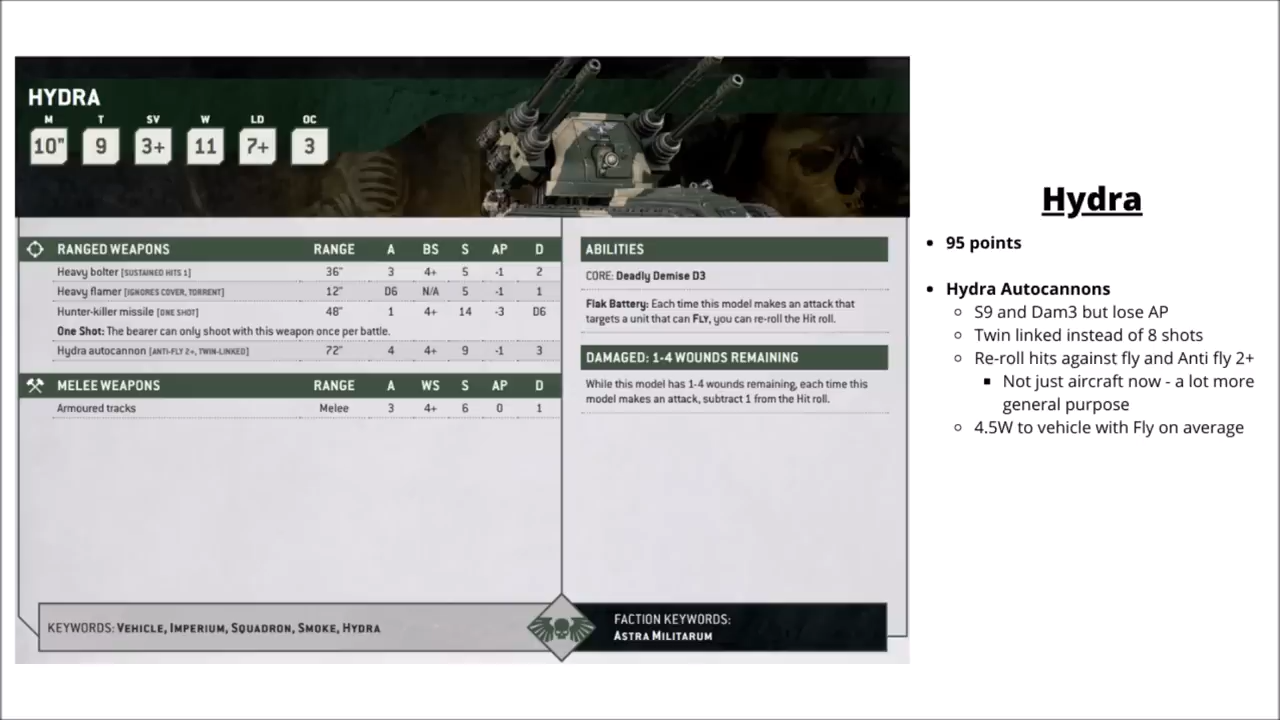 HYDRA
M T SV W LD OC
10" 9 3+ 11 7+ 3
RANGED WEAPONS RANGE A BS S AP D
Heavy bolter [SUSTAINED HITS 1] 36" 3 4+ 5 -1 2
Heavy flamer [IGNORES COVER, TORRENT] 12" D6 N/A 5 -1 1
Hunter-killer missile [ONE SHOT] 48" 1 4+ 14 -3 D6
One Shot: The bearer can only shoot with this weapon once per battle.
Hydra autocannon [ANTI-FLY 2+, TWIN-LINKED] 72" 4 4+ 9 -1 3
MELEE WEAPONS RANGE A WS S AP D
Armoured tracks Melee 3 4+ 6 0 1
ABILITIES
CORE: Deadly Demise D3
Flak Battery: Each time this model makes an attack that
targets a unit that can FLY, you can re-roll the Hit roll.
DAMAGED: 1-4 WOUNDS REMAINING
While this model has 1-4 wounds remaining, each time this
model makes an attack, subtract 1 from the Hit roll.
KEYWORDS: VEHICLE, IMPERIUM, SQUADRON, SMOKE, HYDRA
FACTION KEYWORDS:
ASTRA MILITARUM
Hydra
• 95 points
• Hydra Autocannons
○ S9 and Dam3 but lose AP
○ Twin linked instead of 8 shots
○ Re-roll hits against fly and Anti fly 2+
▪ Not just aircraft now - a lot more
general purpose
○ 4.5W to vehicle with Fly on average